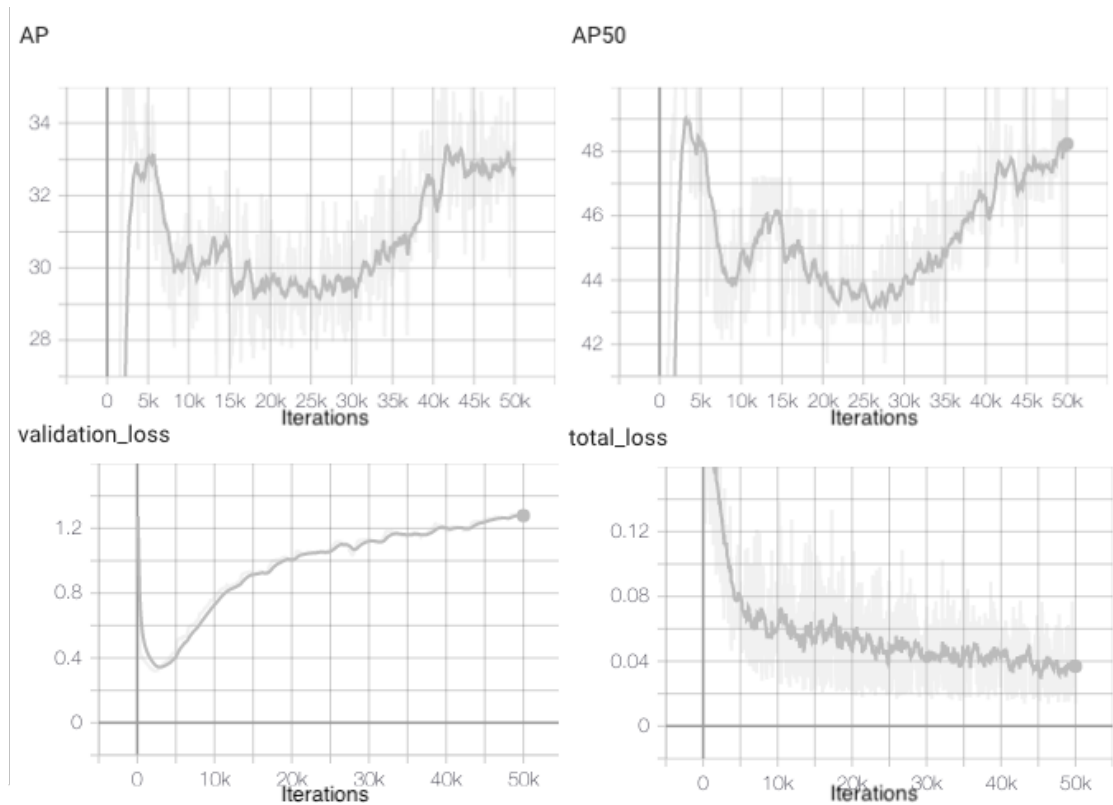 AP
34
32
30
28
0 5k 10k 15k 20k 25k 30k 35k 40k 45k 50k
Iterations
AP50
48
46
44
42
0 5k 10k 15k 20k 25k 30k 35k 40k 45k 50k
Iterations
validation_loss
1.2
0.8
0.4
0
0 10k 20k 30k 40k 50k
Iterations
total_loss
0.12
0.08
0.04
0
0 10k 20k 30k 40k 50k
Iterations